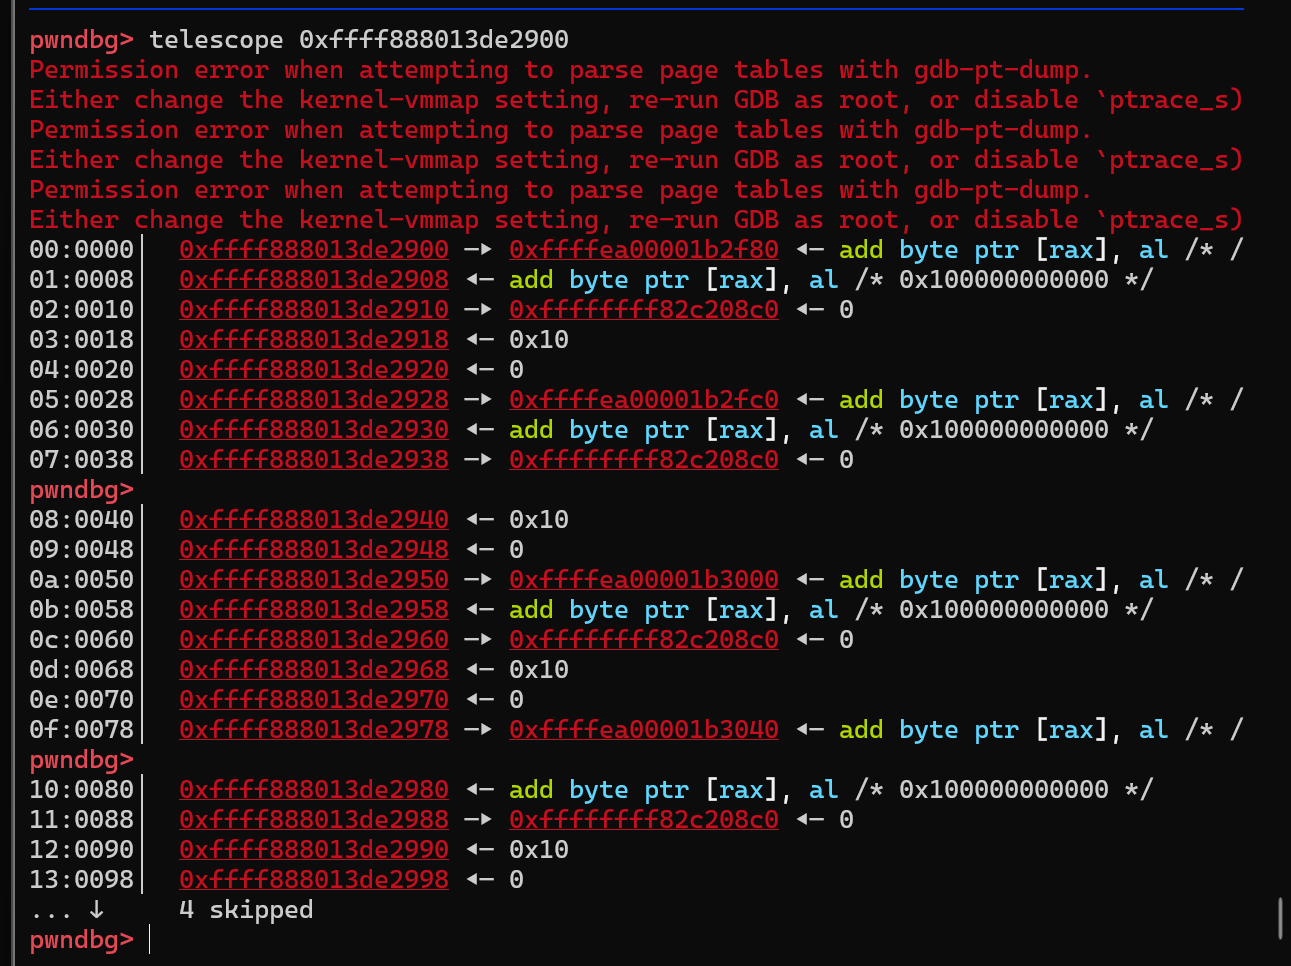 pwndbg> telescope 0xffff888013de2900
Permission error when attempting to parse page tables with gdb-pt-dump.
Either change the kernel-vmmap setting, re-run GDB as root, or disable `ptrace_s)
Permission error when attempting to parse page tables with gdb-pt-dump.
Either change the kernel-vmmap setting, re-run GDB as root, or disable `ptrace_s)
Permission error when attempting to parse page tables with gdb-pt-dump.
Either change the kernel-vmmap setting, re-run GDB as root, or disable `ptrace_s)
00:0000│  0xffff888013de2900 —▸ 0xffffea00001b2f80 ◂— add byte ptr [rax], al /* /
01:0008│  0xffff888013de2908 ◂— add byte ptr [rax], al /* 0x100000000000 */
02:0010│  0xffff888013de2910 —▸ 0xffffffff82c208c0 ◂— 0
03:0018│  0xffff888013de2918 ◂— 0x10
04:0020│  0xffff888013de2920 ◂— 0
05:0028│  0xffff888013de2928 —▸ 0xffffea00001b2fc0 ◂— add byte ptr [rax], al /* /
06:0030│  0xffff888013de2930 ◂— add byte ptr [rax], al /* 0x100000000000 */
07:0038│  0xffff888013de2938 —▸ 0xffffffff82c208c0 ◂— 0
pwndbg>
08:0040│  0xffff888013de2940 ◂— 0x10
09:0048│  0xffff888013de2948 ◂— 0
0a:0050│  0xffff888013de2950 —▸ 0xffffea00001b3000 ◂— add byte ptr [rax], al /* /
0b:0058│  0xffff888013de2958 ◂— add byte ptr [rax], al /* 0x100000000000 */
0c:0060│  0xffff888013de2960 —▸ 0xffffffff82c208c0 ◂— 0
0d:0068│  0xffff888013de2968 ◂— 0x10
0e:0070│  0xffff888013de2970 ◂— 0
0f:0078│  0xffff888013de2978 —▸ 0xffffea00001b3040 ◂— add byte ptr [rax], al /* /
pwndbg>
10:0080│  0xffff888013de2980 ◂— add byte ptr [rax], al /* 0x100000000000 */
11:0088│  0xffff888013de2988 —▸ 0xffffffff82c208c0 ◂— 0
12:0090│  0xffff888013de2990 ◂— 0x10
13:0098│  0xffff888013de2998 ◂— 0
... ↓     4 skipped
pwndbg>